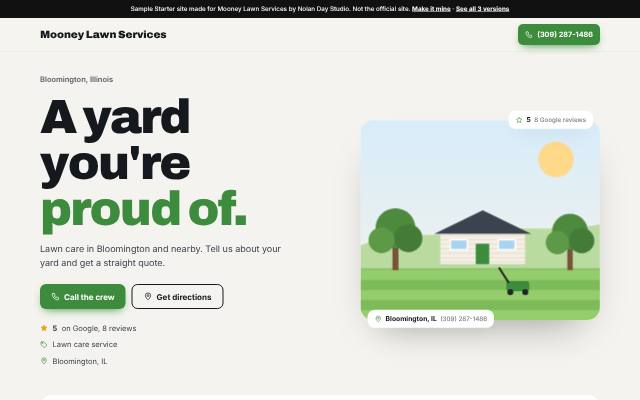 Sample Starter site made for Mooney Lawn Services by Nolan Day Studio. Not the official site. Make it mine · See all 3 versions
Mooney Lawn Services
(309) 287-1486
Bloomington, Illinois
A yard
you're
proud of.
Lawn care in Bloomington and nearby. Tell us about your
yard and get a straight quote.
Call the crew
Get directions
5 on Google, 8 reviews
Lawn care service
Bloomington, IL
5 8 Google reviews
Bloomington, IL (309) 287-1486